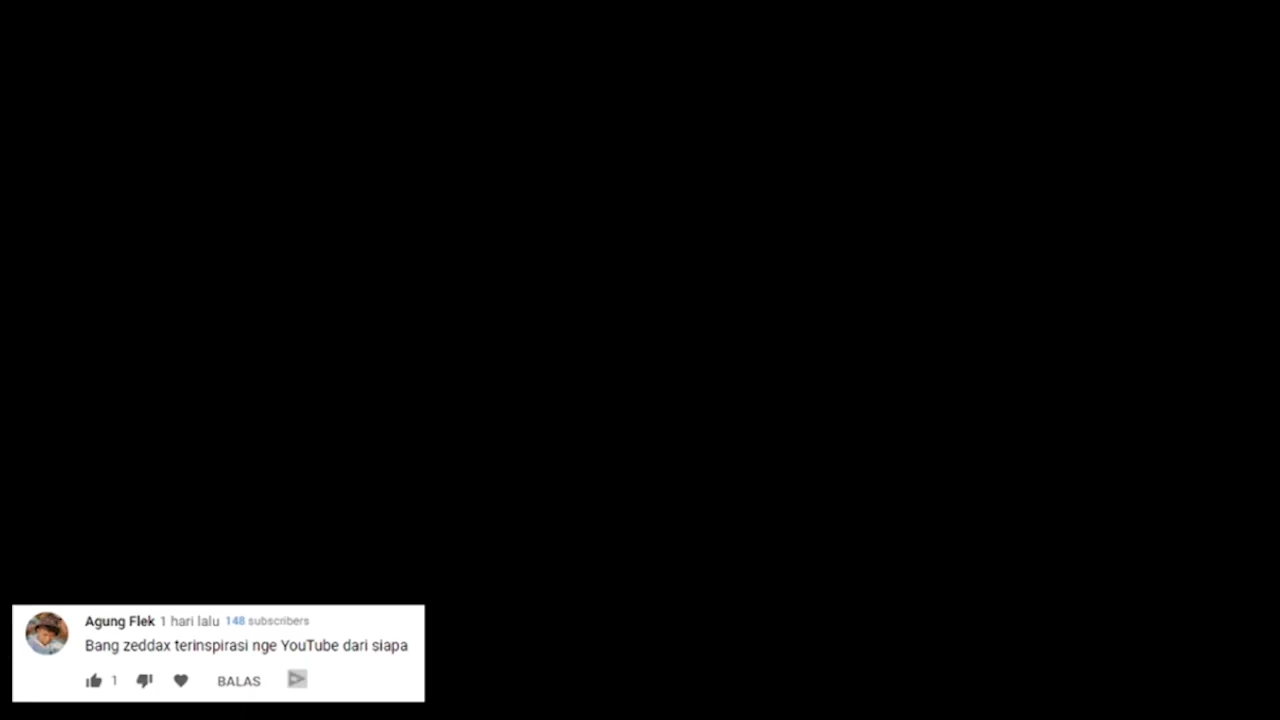 Agung Flek 1 hari lalu 148 subscribers
Bang zeddax terinspirasi nge YouTube dari siapa
1 BALAS